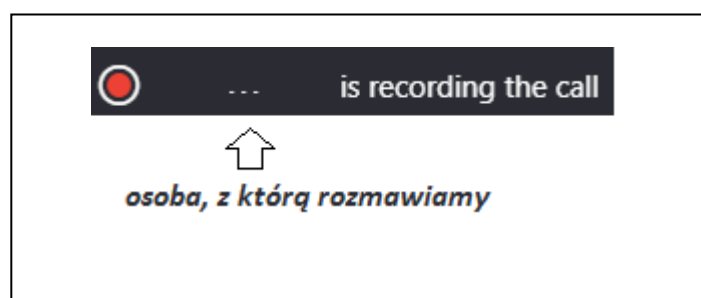 ... is recording the call
osoba, z którą rozmawiamy